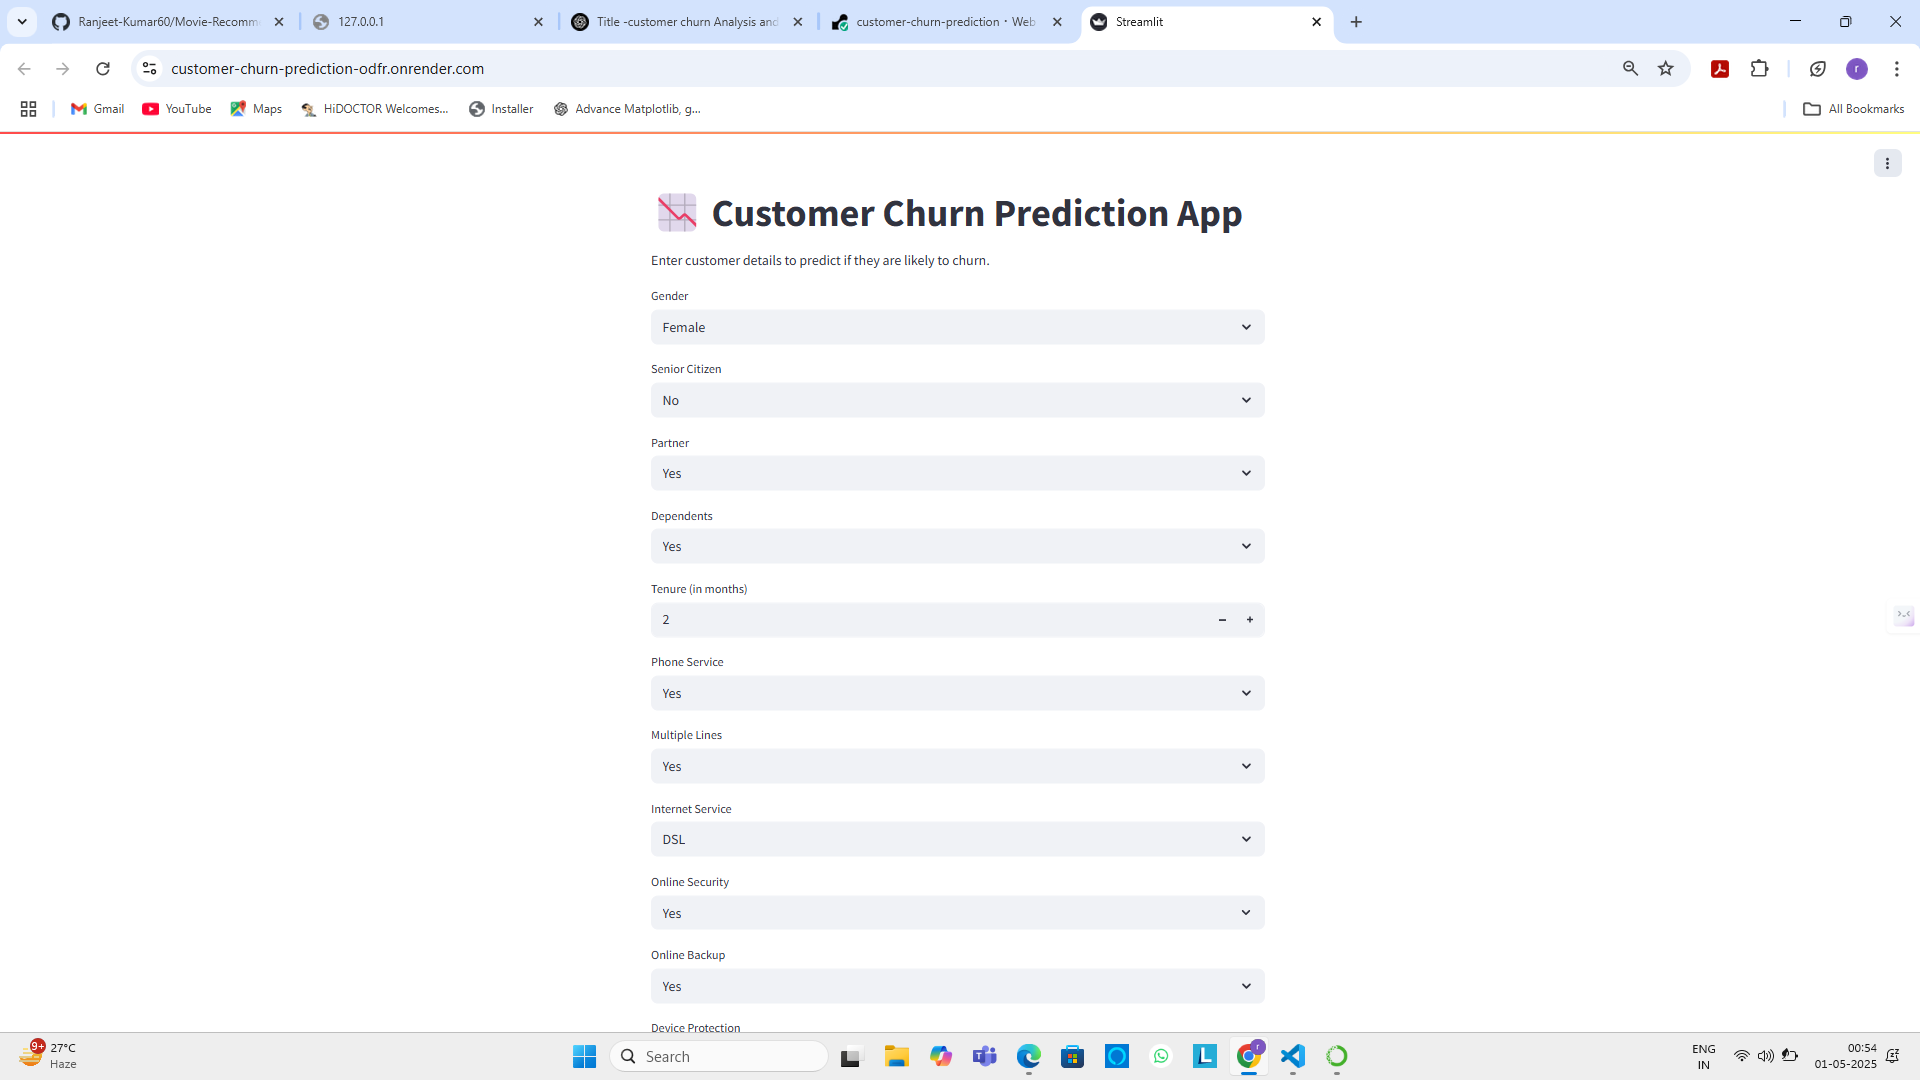 Ranjeet-Kumar60/Movie-Recomm
127.0.0.1
Title -customer churn Analysis and
customer-churn-prediction · Web
Streamlit
customer-churn-prediction-odfr.onrender.com
r
Gmail
YouTube
Maps
HiDOCTOR Welcomes...
Installer
Advance Matplotlib, g...
All Bookmarks
Customer Churn Prediction App
Enter customer details to predict if they are likely to churn.
Gender
Female
Senior Citizen
No
Partner
Yes
Dependents
Yes
Tenure (in months)
2
Phone Service
Yes
Multiple Lines
Yes
Internet Service
DSL
Online Security
Yes
Online Backup
Yes
Device Protection
9+
27°C
Haze
Search
L
r
ENG
IN
00:54
01-05-2025